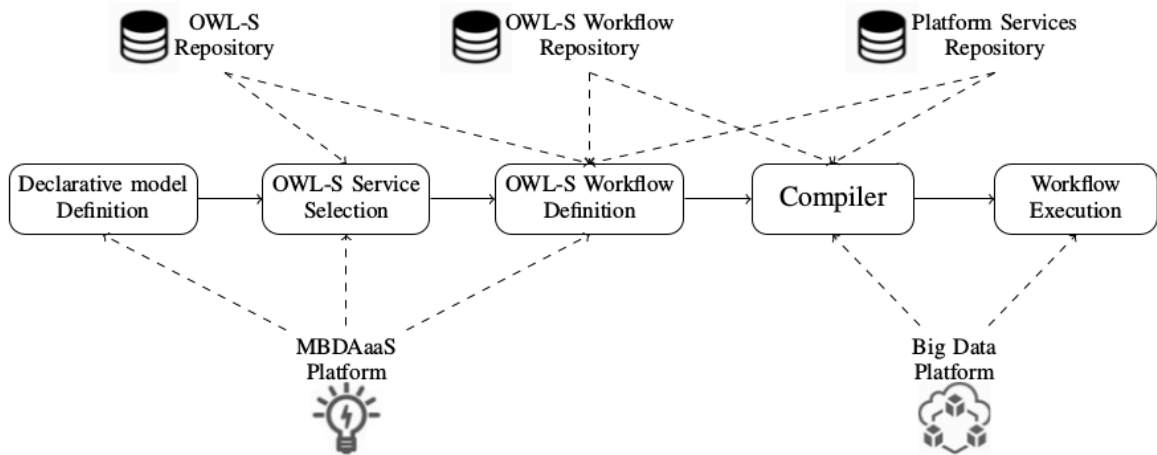 OWL-S
Repository
OWL-S Workflow
Repository
Platform Services
Repository
Declarative model
Definition
OWL-S Service
Selection
OWL-S Workflow
Definition
Compiler
Workflow
Execution
MBDAaaS
Platform
Big Data
Platform